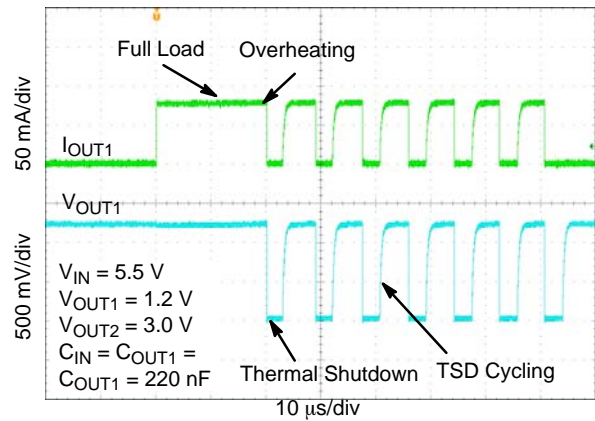 Full Load
Overheating
50 mA/div
IOUT1
VOUT1
500 mV/div
VIN = 5.5 V
VOUT1 = 1.2 V
VOUT2 = 3.0 V
CIN = COUT1 =
COUT1 = 220 nF
Thermal Shutdown
TSD Cycling
10 μs/div